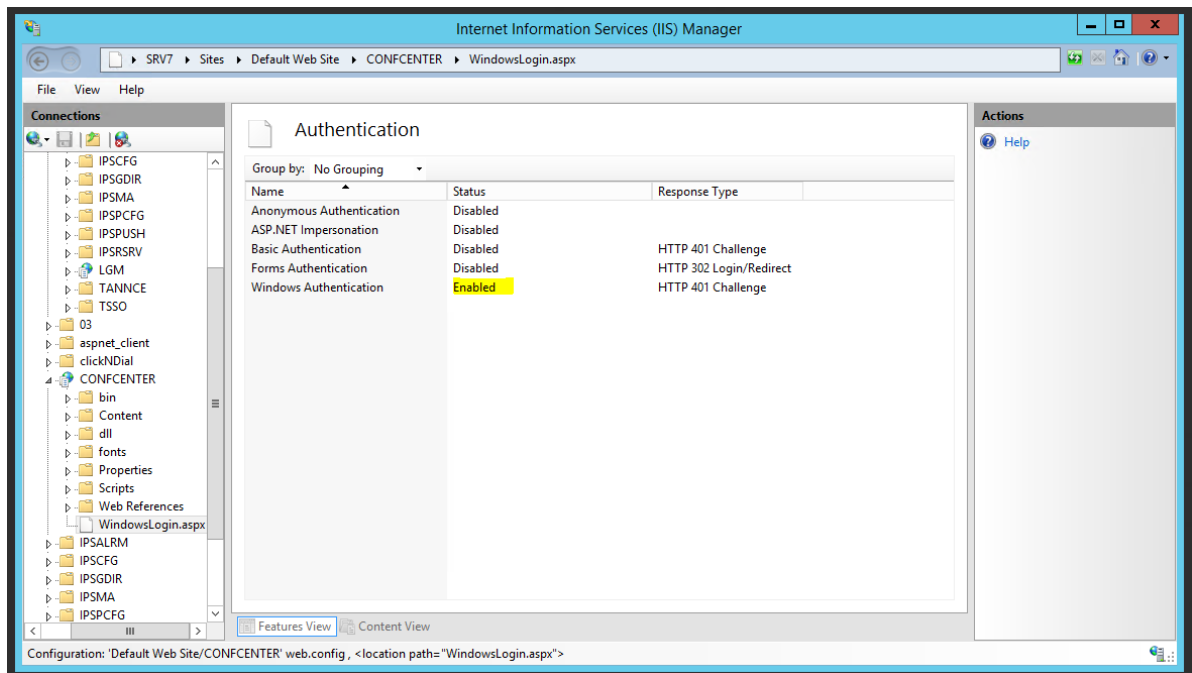 Internet Information Services (IIS) Manager
SRV7 Sites Default Web Site CONFCENTER WindowsLogin.aspx
File View Help
Connections
IPSCFG
IPSGDIR
IPSMA
IPSPCFG
IPSPUSH
IPSRSRV
LGM
TANNCE
TSSO
03
aspnet_client
clickNDial
CONFCENTER
bin
Content
dll
fonts
Properties
Scripts
Web References
WindowsLogin.aspx
IPSALRM
IPSCFG
IPSGDIR
IPSMA
IPSPCFG
Authentication
Group by: No Grouping
Name Status Response Type
Anonymous Authentication Disabled
ASP.NET Impersonation Disabled
Basic Authentication Disabled HTTP 401 Challenge
Forms Authentication Disabled HTTP 302 Login/Redirect
Windows Authentication Enabled HTTP 401 Challenge
Features View Content View
Actions
Help
Configuration: 'Default Web Site/CONFCENTER' web.config , <location path="WindowsLogin.aspx">